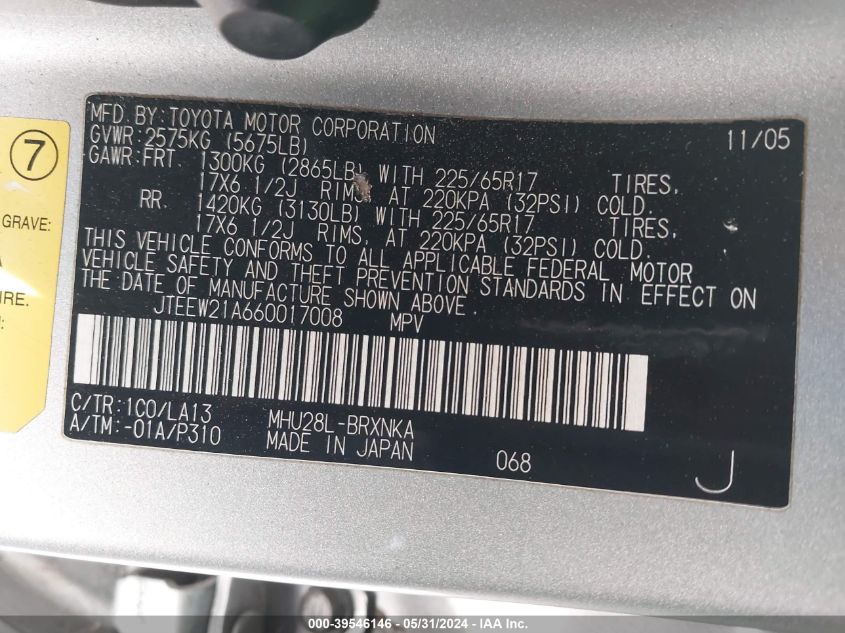 MFD. BY: TOYOTA MOTOR CORPORATION 11/05
GVWR: 2575KG (5675LB)
GAWR: FRT. 1300KG (2865LB) WITH 225/65R17 TIRES,
17X6 1/2J RIMS, AT 220KPA (32PSI) COLD.
RR. 1420KG (3130LB) WITH 225/65R17 TIRES,
17X6 1/2J RIMS, AT 220KPA (32PSI) COLD.
THIS VEHICLE CONFORMS TO ALL APPLICABLE FEDERAL MOTOR
VEHICLE SAFETY AND THEFT PREVENTION STANDARDS IN EFFECT ON
THE DATE OF MANUFACTURE SHOWN ABOVE.
JTEEW21A660017008 MPV
C/TR: 1C0/LA13 MHU28L-BRXNKA
A/TM: -01A/P310 MADE IN JAPAN 068 J
7
GRAVE:
000-39546146 - 05/31/2024 - IAA Inc.